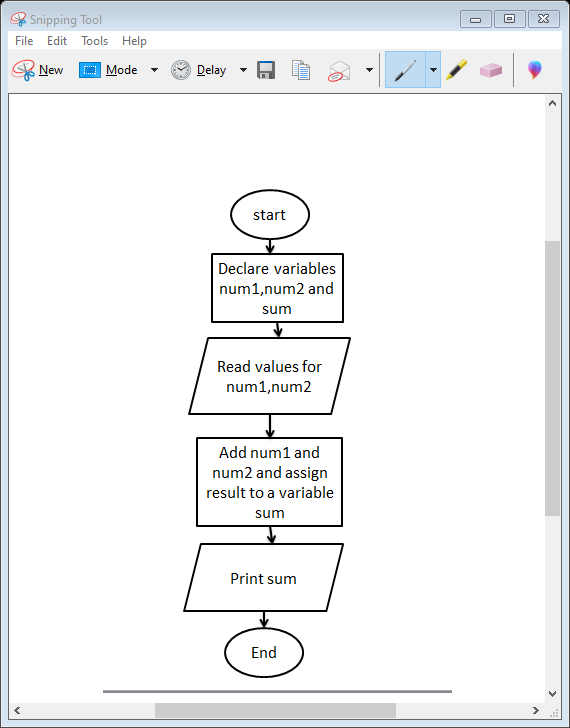 Snipping Tool
File Edit Tools Help
New Mode Delay
start
Declare variables
num1,num2 and
sum
Read values for
num1,num2
Add num1 and
num2 and assign
result to a variable
sum
Print sum
End